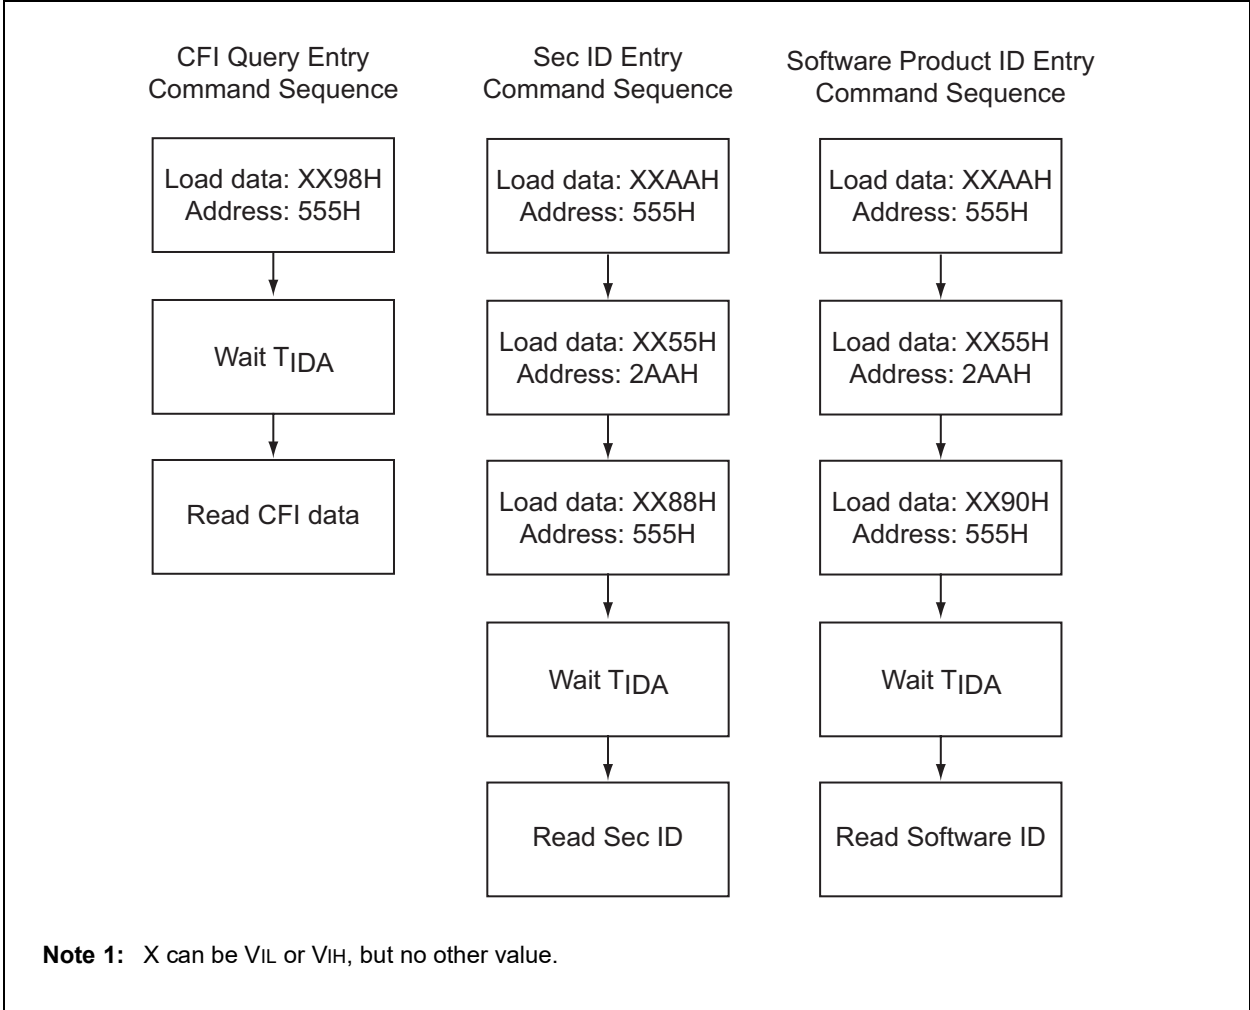 CFI Query Entry
Command Sequence
Load data: XX98H
Address: 555H
Wait TIDA
Read CFI data
Sec ID Entry
Command Sequence
Load data: XXAAH
Address: 555H
Load data: XX55H
Address: 2AAH
Load data: XX88H
Address: 555H
Wait TIDA
Read Sec ID
Software Product ID Entry
Command Sequence
Load data: XXAAH
Address: 555H
Load data: XX55H
Address: 2AAH
Load data: XX90H
Address: 555H
Wait TIDA
Read Software ID
Note 1: X can be VIL or VIH, but no other value.